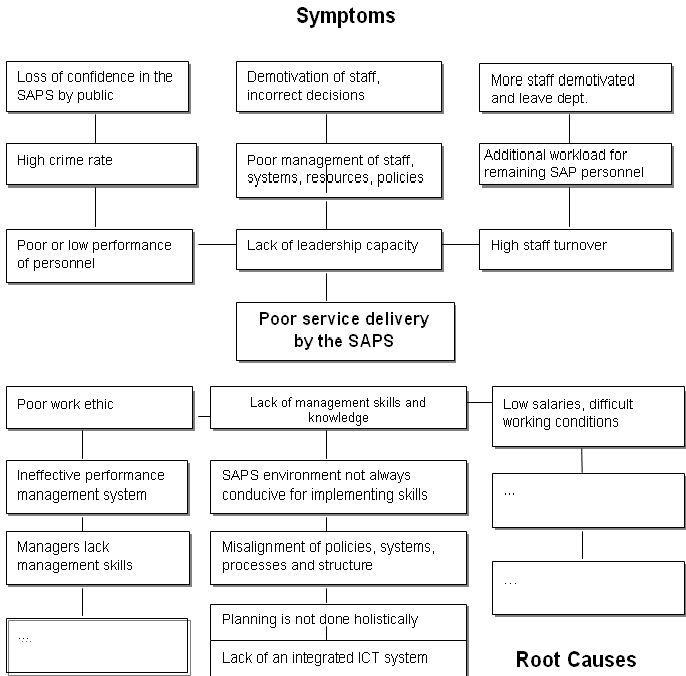 Symptoms
Loss of confidence in the
SAPS by public
Demotivation of staff,
incorrect decisions
More staff demotivated
and leave dept.
High crime rate
Poor management of staff,
systems, resources, policies
Additional workload for
remaining SAP personnel
Poor or low performance
of personnel
Lack of leadership capacity
High staff turnover
Poor service delivery
by the SAPS
Poor work ethic
Lack of management skills and
knowledge
Low salaries, difficult
working conditions
Ineffective performance
management system
SAPS environment not always
conducive for implementing skills
...
Managers lack
management skills
Misalignment of policies, systems,
processes and structure
...
....
Planning is not done holistically
Lack of an integrated ICT system
Root Causes